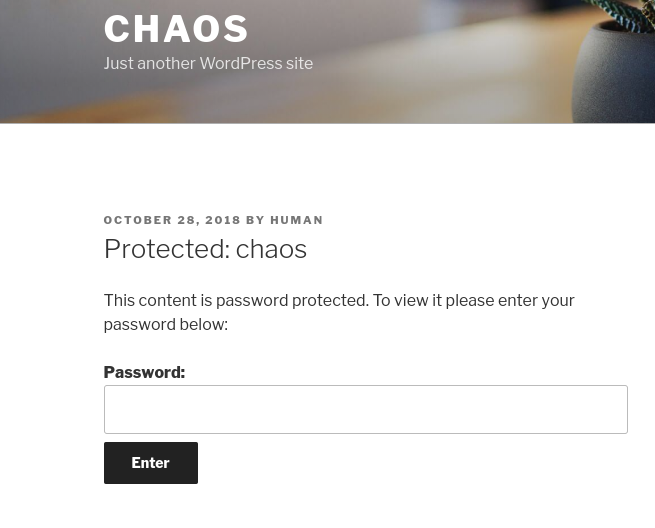 CHAOS
Just another WordPress site
OCTOBER 28, 2018 BY HUMAN
Protected: chaos
This content is password protected. To view it please enter your
password below:
Password:
Enter